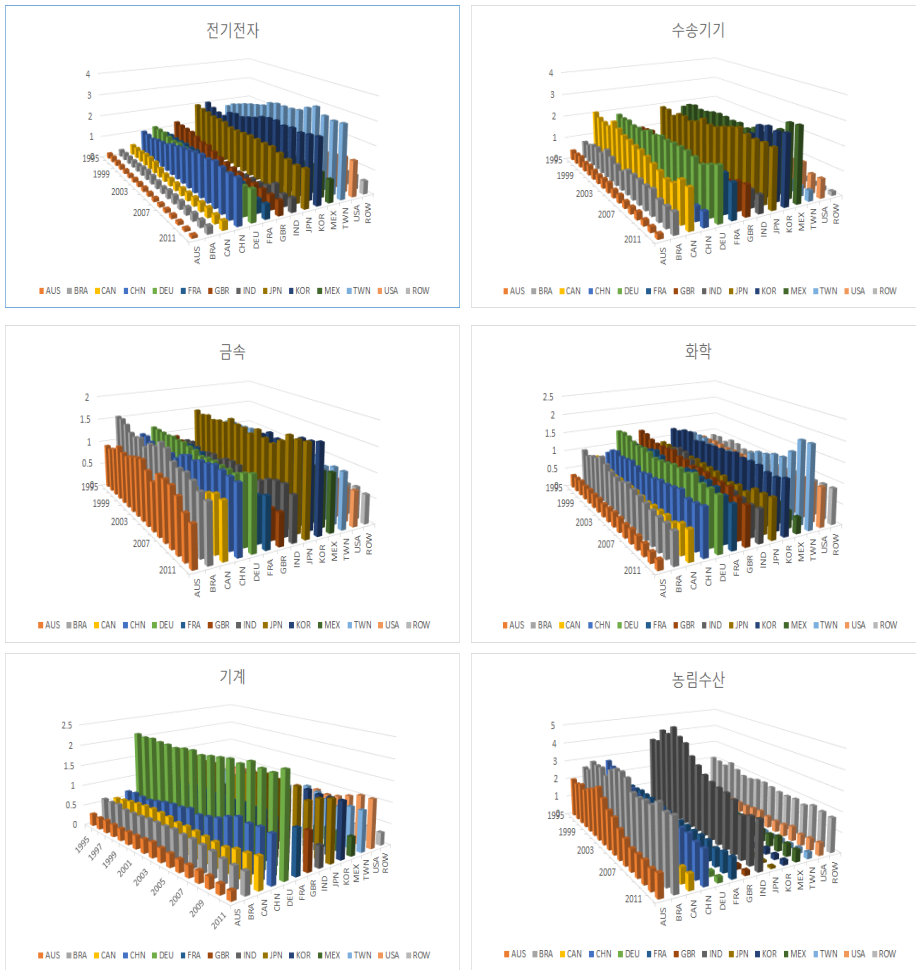 전기전자
4
3
2
1
0
1995
1999
2003
2007
2011
AUS
BRA
CAN
CHN
DEU
FRA
GBR
IND
JPN
KOR
MEX
TWN
USA
ROW
AUS BRA CAN CHN DEU FRA GBR IND JPN KOR MEX TWN USA ROW
수송기기
4
3
2
1
0
1995
1999
2003
2007
2011
AUS
BRA
CAN
CHN
DEU
FRA
GBR
IND
JPN
KOR
MEX
TWN
USA
ROW
AUS BRA CAN CHN DEU FRA GBR IND JPN KOR MEX TWN USA ROW
금속
2
1.5
1
0.5
0
1995
1999
2003
2007
2011
AUS
BRA
CAN
CHN
DEU
FRA
GBR
IND
JPN
KOR
MEX
TWN
USA
ROW
AUS BRA CAN CHN DEU FRA GBR IND JPN KOR MEX TWN USA ROW
화학
2.5
2
1.5
1
0.5
0
1995
1999
2003
2007
2011
AUS
BRA
CAN
CHN
DEU
FRA
GBR
IND
JPN
KOR
MEX
TWN
USA
ROW
AUS BRA CAN CHN DEU FRA GBR IND JPN KOR MEX TWN USA ROW
기계
2.5
2
1.5
1
0.5
0
1995
1997
1999
2001
2003
2005
2007
2009
2011
AUS
BRA
CAN
CHN
DEU
FRA
GBR
IND
JPN
KOR
MEX
TWN
USA
ROW
AUS BRA CAN CHN DEU FRA GBR IND JPN KOR MEX TWN USA ROW
농림수산
5
4
3
2
1
0
1995
1999
2003
2007
2011
AUS
BRA
CAN
CHN
DEU
FRA
GBR
IND
JPN
KOR
MEX
TWN
USA
ROW
AUS BRA CAN CHN DEU FRA GBR IND JPN KOR MEX TWN USA ROW